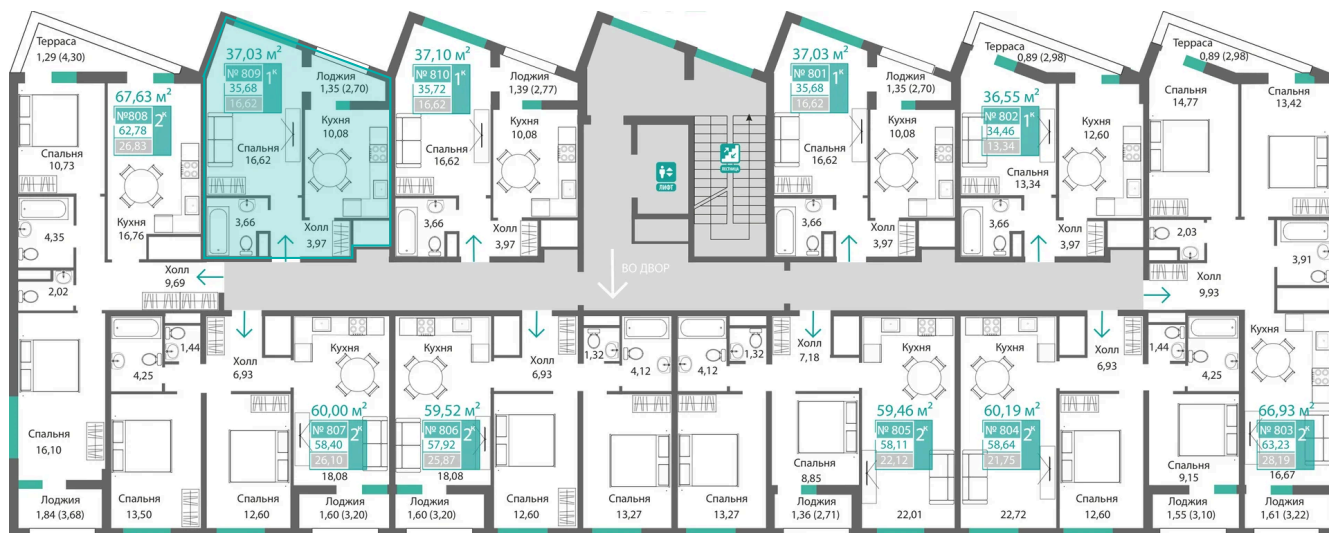 Терраса
1,29 (4,30)
67,63 м²
№808
62,78
26,83
2к
Спальня
10,73
Кухня
16,76
4,35
2,02
Холл
9,69
Спальня
16,10
Лоджия
1,84 (3,68)
37,03 м²
№ 809
35,68
16,62
1к
Лоджия
1,35 (2,70)
Кухня
10,08
Спальня
16,62
3,66
Холл
3,97
37,10 м²
№ 810
35,72
16,62
1к
Лоджия
1,39 (2,77)
Кухня
10,08
Спальня
16,62
3,66
Холл
3,97
ЛИФТ
ЛЕСТНИЦА
ВО ДВОР
37,03 м²
№ 801
35,68
16,62
1к
Лоджия
1,35 (2,70)
Кухня
10,08
Спальня
16,62
3,66
Холл
3,97
Терраса
0,89 (2,98)
36,55 м²
№ 802
34,46
13,34
1к
Кухня
12,60
Спальня
13,34
3,66
Холл
3,97
Терраса
0,89 (2,98)
Спальня
14,77
Спальня
13,42
2,03
3,91
Холл
9,93
Кухня
66,93 м²
№ 803
63,23
28,19
2к
16,67
Лоджия
1,61 (3,22)
1,44
4,25
Холл
6,93
Кухня
60,00 м²
№ 807
58,40
26,10
2к
18,08
Спальня
13,50
Спальня
12,60
Лоджия
1,60 (3,20)
Кухня
59,52 м²
№ 806
57,92
25,87
2к
18,08
Холл
6,93
1,32
4,12
Лоджия
1,60 (3,20)
Спальня
12,60
Спальня
13,27
4,12
1,32
Холл
7,18
Кухня
59,46 м²
№ 805
58,11
22,12
2к
Спальня
13,27
Спальня
8,85
Лоджия
1,36 (2,71)
22,01
Кухня
60,19 м²
№ 804
58,64
21,75
2к
22,72
Холл
6,93
1,44
4,25
Спальня
12,60
Спальня
9,15
Лоджия
1,55 (3,10)